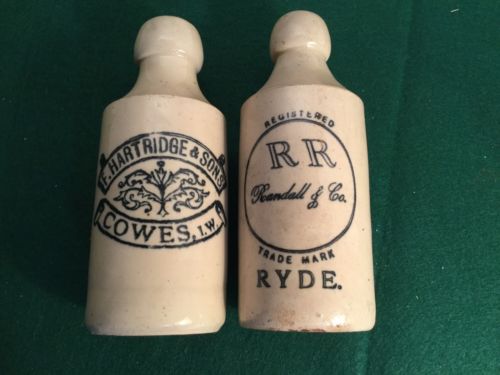 F. HARTRIDGE & SONS
COWES, I.W.
REGISTERED
RR
Randall & Co.
TRADE MARK
RYDE.